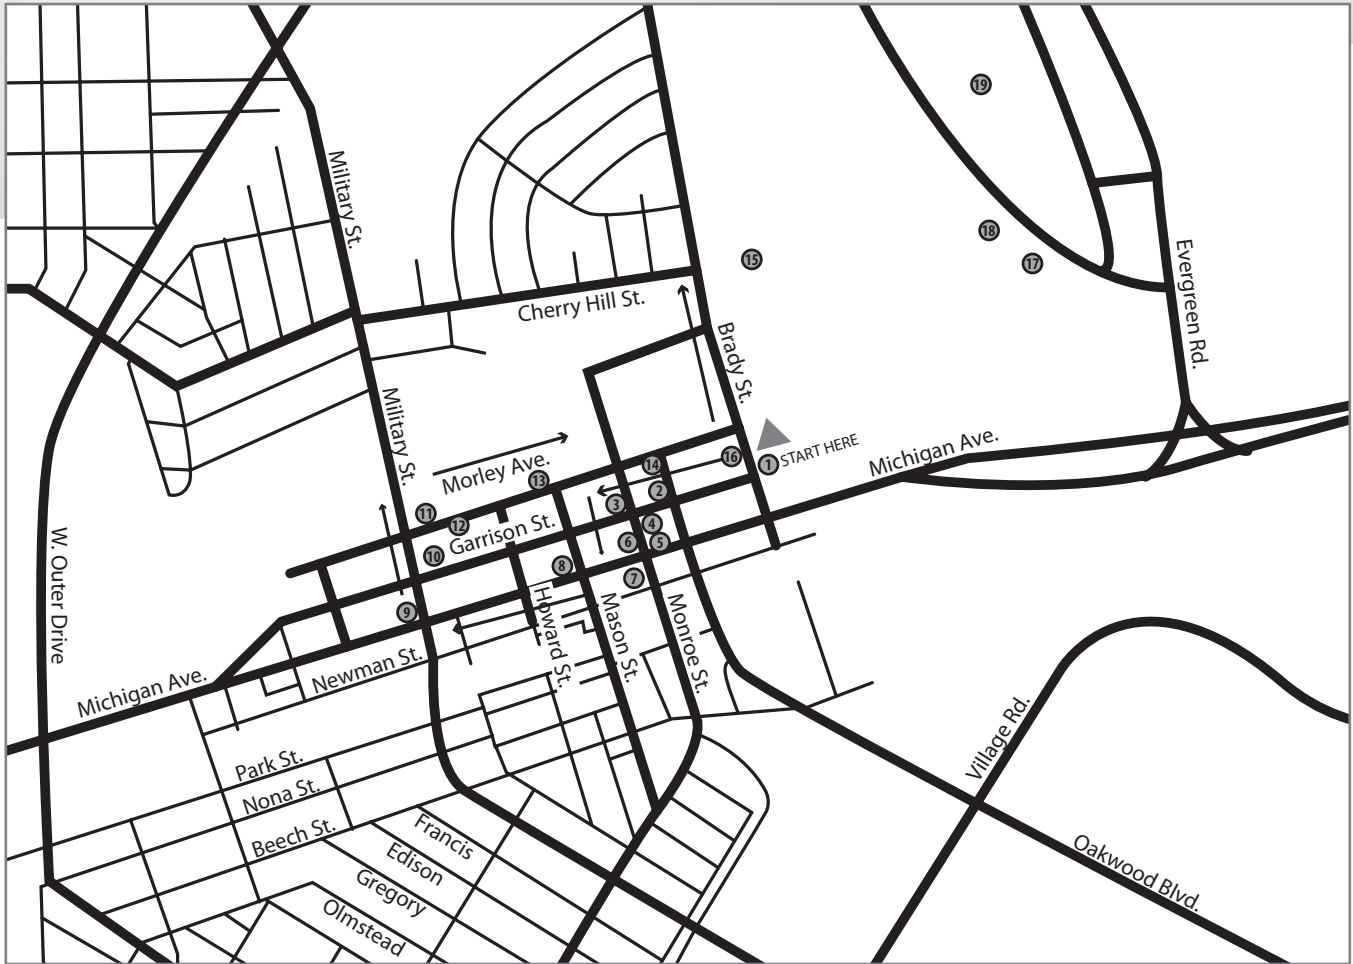 19
Military St.
18
15
17
Evergreen Rd.
Cherry Hill St.
Brady St.
Military St.
START HERE
Michigan Ave.
16
1
14
Morley Ave.
13
2
3
11
12
4
Garrison St.
6
5
10
8
7
9
W. Outer Drive
Howard St.
Mason St.
Monroe St.
Newman St.
Michigan Ave.
Village Rd.
Park St.
Nona St.
Beech St.
Francis
Edison
Gregory
Olmstead
Oakwood Blvd.